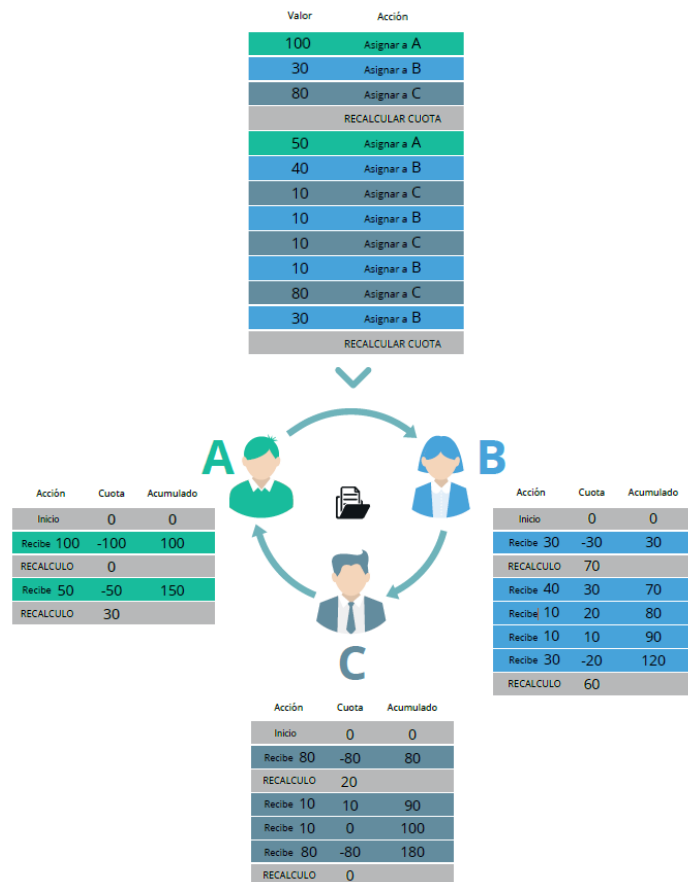 Valor Acción
100 Asignar a A
30 Asignar a B
80 Asignar a C
RECALCULAR CUOTA
50 Asignar a A
40 Asignar a B
10 Asignar a C
10 Asignar a B
10 Asignar a C
10 Asignar a B
80 Asignar a C
30 Asignar a B
RECALCULAR CUOTA
A
B
C
Acción Cuota Acumulado
Inicio 0 0
Recibe 100 -100 100
RECALCULO 0
Recibe 50 -50 150
RECALCULO 30
Acción Cuota Acumulado
Inicio 0 0
Recibe 30 -30 30
RECALCULO 70
Recibe 40 30 70
Recibe 10 20 80
Recibe 10 10 90
Recibe 30 -20 120
RECALCULO 60
Acción Cuota Acumulado
Inicio 0 0
Recibe 80 -80 80
RECALCULO 20
Recibe 10 10 90
Recibe 10 0 100
Recibe 80 -80 180
RECALCULO 0